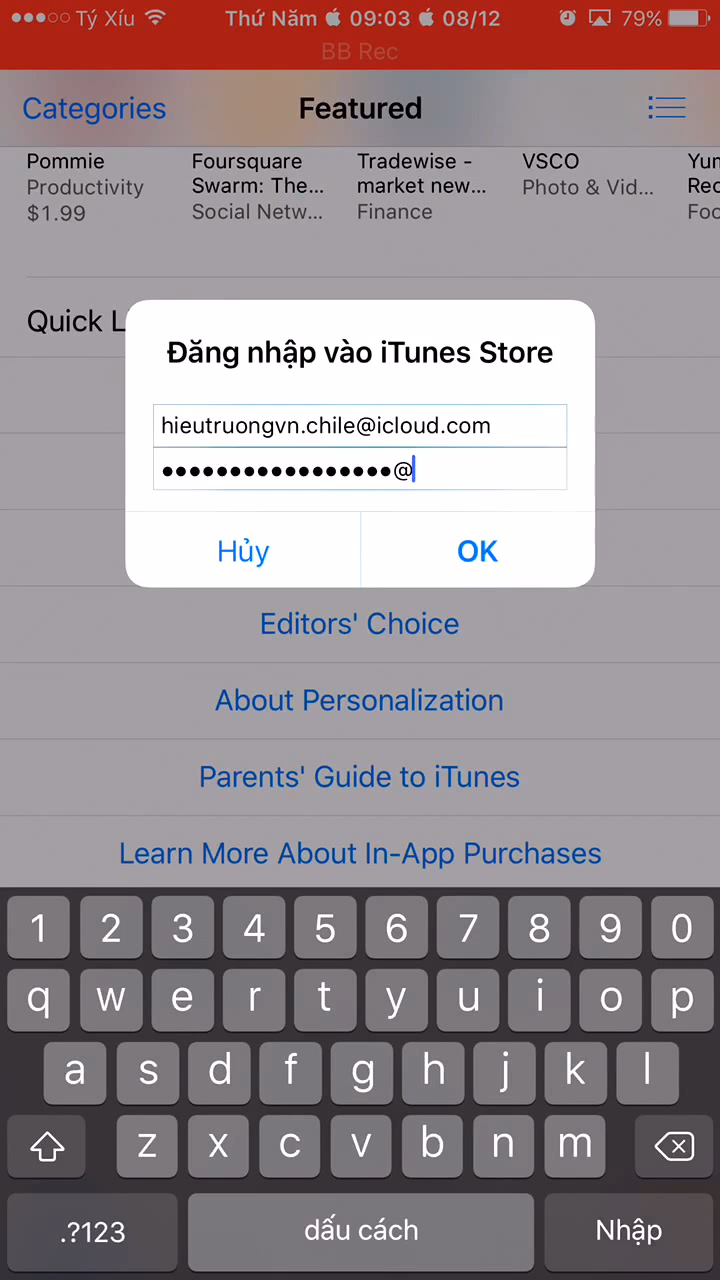 Tý Xíu Thứ Năm 09:03 08/12 79%
BB Rec
Categories Featured
Pommie Foursquare Tradewise - VSCO Yum
Productivity Swarm: The... market new... Photo & Vid... Rec
$1.99 Social Netw... Finance Foo
Quick L
Đăng nhập vào iTunes Store
hieutruongvn.chile@icloud.com
•••••••••••••••••@
Hủy OK
Editors' Choice
About Personalization
Parents' Guide to iTunes
Learn More About In-App Purchases
1 2 3 4 5 6 7 8 9 0
q w e r t y u i o p
a s d f g h j k l
z x c v b n m
.?123 dấu cách Nhập